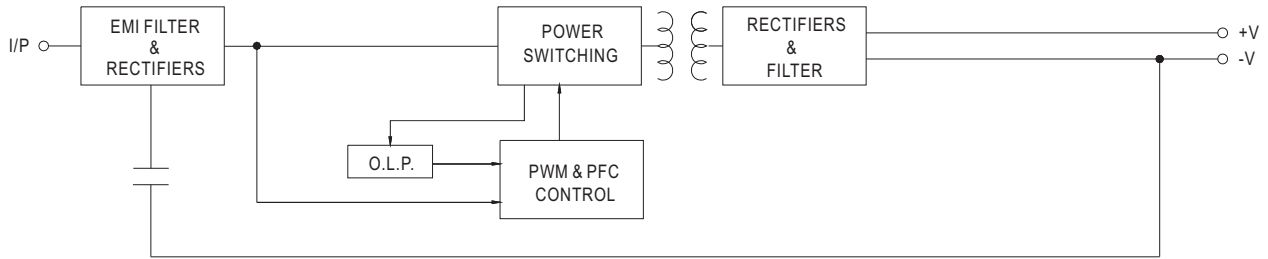 I/P
EMI FILTER
&
RECTIFIERS
POWER
SWITCHING
RECTIFIERS
&
FILTER
+V
-V
O.L.P.
PWM & PFC
CONTROL